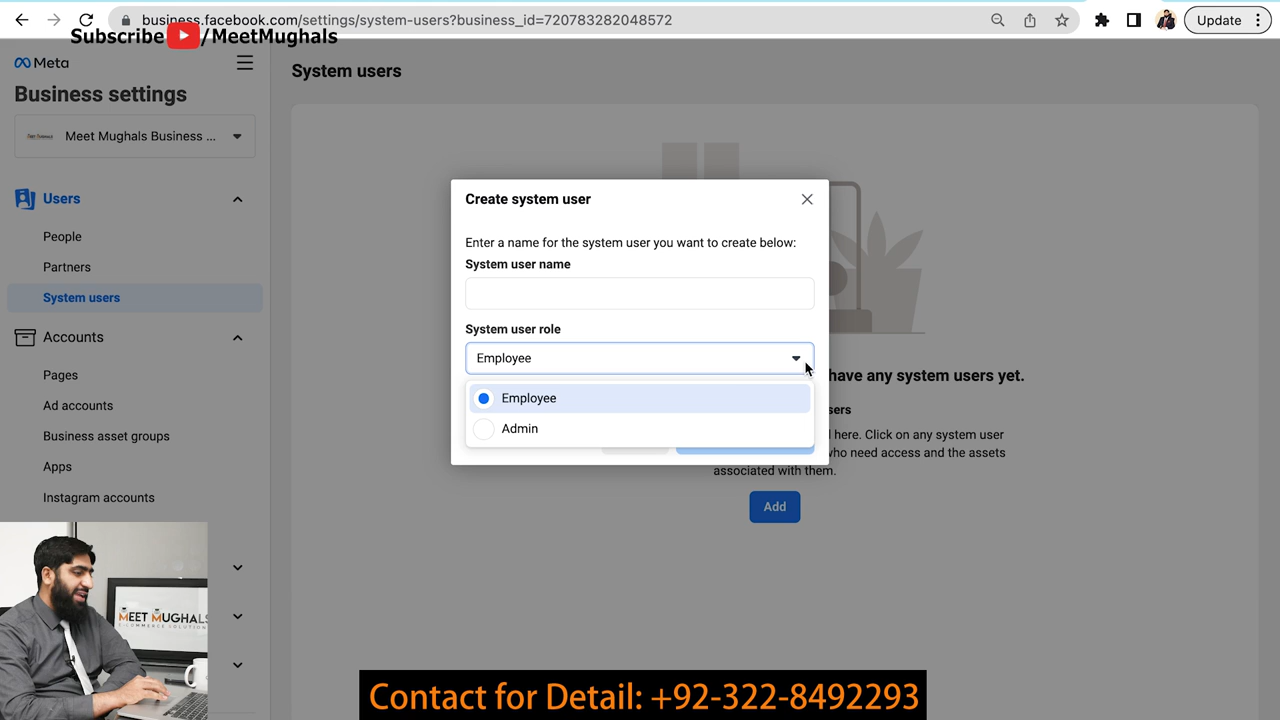 business.facebook.com/settings/system-users?business_id=720783282048572
Update
Subscribe /MeetMughals
Meta
Business settings
Meet Mughals Business ...
Users
People
Partners
System users
Accounts
Pages
Ad accounts
Business asset groups
Apps
Instagram accounts
System users
Create system user
Enter a name for the system user you want to create below:
System user name
System user role
Employee
Employee
Admin
have any system users yet.
here. Click on any system user
who need access and the assets
associated with them.
Add
MEET MUGHALS
Contact for Detail: +92-322-8492293